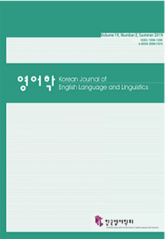 Volume 19, Number 2, Summer 2019
영어학
Korean Journal of
English Language and Linguistics
한국영어학회